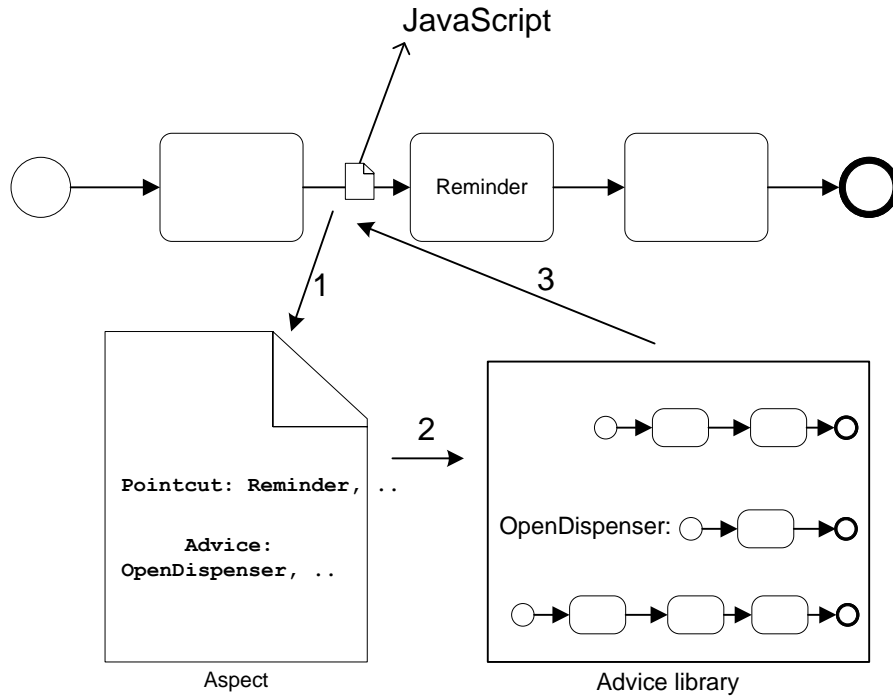 JavaScript
Reminder
1
3
2
Pointcut: Reminder, ..
Advice:
OpenDispenser, ..
OpenDispenser:
Aspect
Advice library